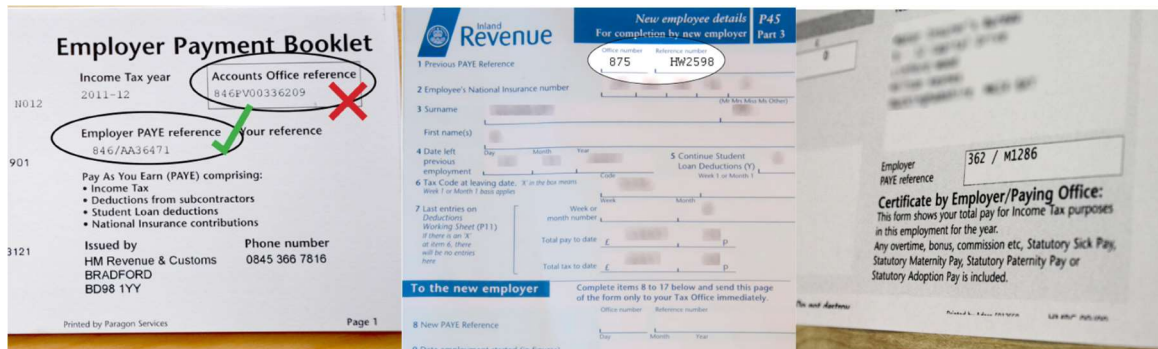 Employer Payment Booklet
Income Tax year
Accounts Office reference
2011-12
846PV00336209
N012
Employer PAYE reference
Your reference
846/AA36471
901
Pay As You Earn (PAYE) comprising:
• Income Tax
• Deductions from subcontractors
• Student Loan deductions
• National Insurance contributions
3121
Issued by
Phone number
HM Revenue & Customs
0845 366 7816
BRADFORD
BD98 1YY
Printed by Paragon Services
Page 1
Inland
Revenue
New employee details
For completion by new employer
P45
Part 3
Office number
Reference number
1 Previous PAYE Reference
875
HW2598
2 Employee's National Insurance number
(Mr Mrs Miss Ms Other)
3 Surname
First name(s)
4 Date left
previous
employment
Day
Month
Year
5 Continue Student
Loan Deductions (Y)
Week 1 or Month 1
Code
6 Tax Code at leaving date. 'X' in the box means
Week 1 or Month 1 basis applies
Week
Month
7 Last entries on
Deductions
Working Sheet (P11)
If there is an 'X'
at item 6, there
will be no entries
here
Week or
month number
Total pay to date
£
p
Total tax to date
£
p
To the new employer
Complete items 8 to 17 below and send this page
of the form only to your Tax Office immediately.
Office number
Reference number
8 New PAYE Reference
Day
Month
Year
Employer
PAYE reference
362 / M1286
Certificate by Employer/Paying Office:
This form shows your total pay for Income Tax purposes
in this employment for the year.
Any overtime, bonus, commission etc, Statutory Sick Pay,
Statutory Maternity Pay, Statutory Paternity Pay or
Statutory Adoption Pay is included.